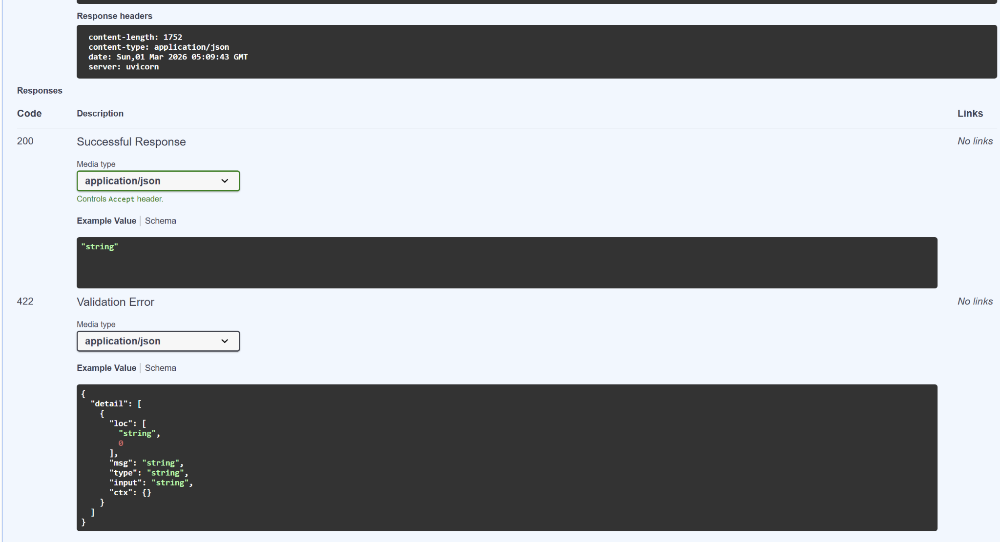 Response headers
content-length: 1752
content-type: application/json
date: Sun,01 Mar 2026 05:09:43 GMT
server: uvicorn
Responses
Code Description Links
200 Successful Response No links
Media type
application/json
Controls Accept header.
Example Value Schema
"string"
422 Validation Error No links
Media type
application/json
Example Value Schema
{
  "detail": [
    {
      "loc": [
        "string",
        0
      ],
      "msg": "string",
      "type": "string",
      "input": "string",
      "ctx": {}
    }
  ]
}